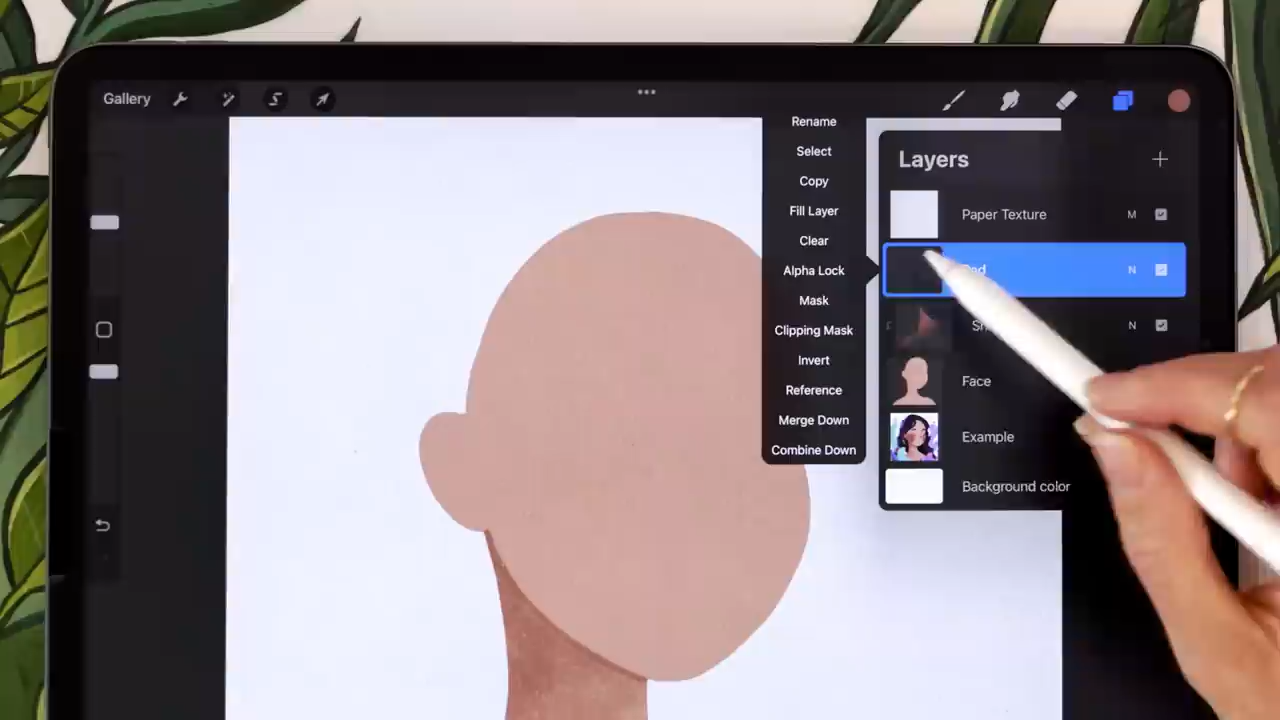 Gallery
Rename
Select
Copy
Fill Layer
Clear
Alpha Lock
Mask
Clipping Mask
Invert
Reference
Merge Down
Combine Down
Layers
Paper Texture M
N
N
Face
Example
Background color